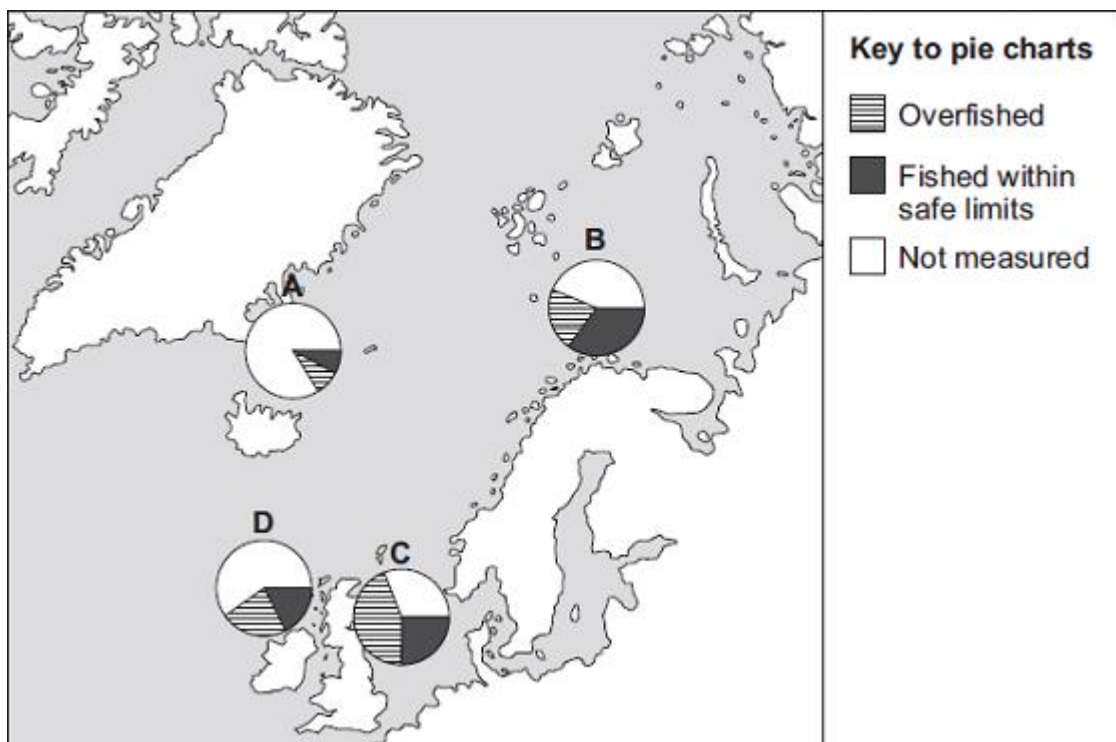 Key to pie charts
Overfished
Fished within
safe limits
Not measured
A
B
D
C